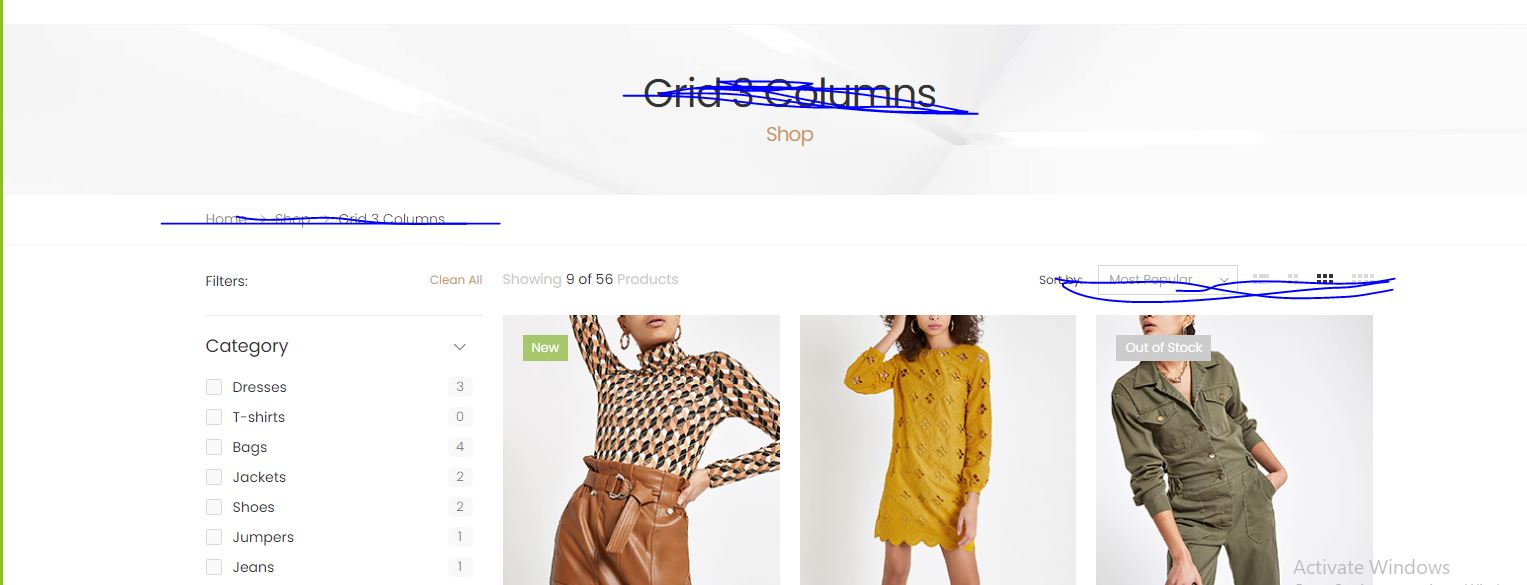 Grid 3 Columns
Shop
Home > Shop > Grid 3 Columns
Filters:
Clean All
Showing 9 of 56 Products
Sort by:
Most Popular
Category
New
Out of Stock
Dresses 3
T-shirts 0
Bags 4
Jackets 2
Shoes 2
Jumpers 1
Jeans 1
Activate Windows